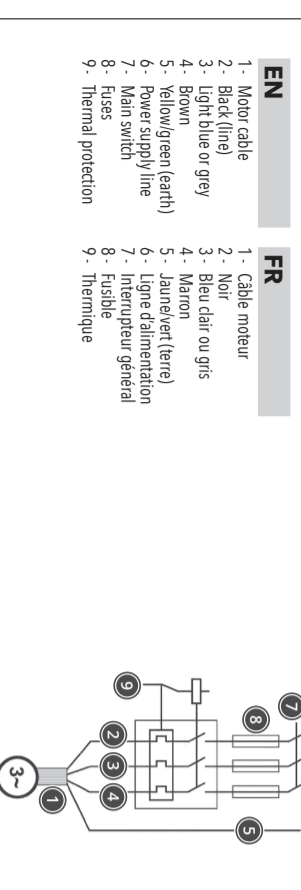 EN
1 - Motor cable
2 - Black (line)
3 - Light blue or grey
4 - Brown
5 - Yellow/green (earth)
6 - Power supply line
7 - Main switch
8 - Fuses
9 - Thermal protection
FR
1 - Câble moteur
2 - Noir
3 - Bleu clair ou gris
4 - Marron
5 - Jaune/vert (terre)
6 - Ligne d'alimentation
7 - Interrupteur général
8 - Fusible
9 - Thermique
7
8
9
5
2
3
4
1
3~